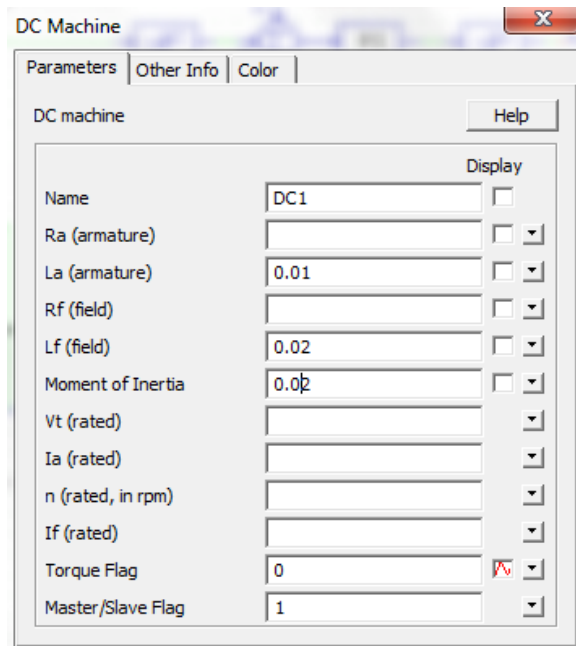 DC Machine
Parameters Other Info Color
DC machine Help
Display
Name DC1
Ra (armature)
La (armature) 0.01
Rf (field)
Lf (field) 0.02
Moment of Inertia 0.02
Vt (rated)
Ia (rated)
n (rated, in rpm)
If (rated)
Torque Flag 0
Master/Slave Flag 1